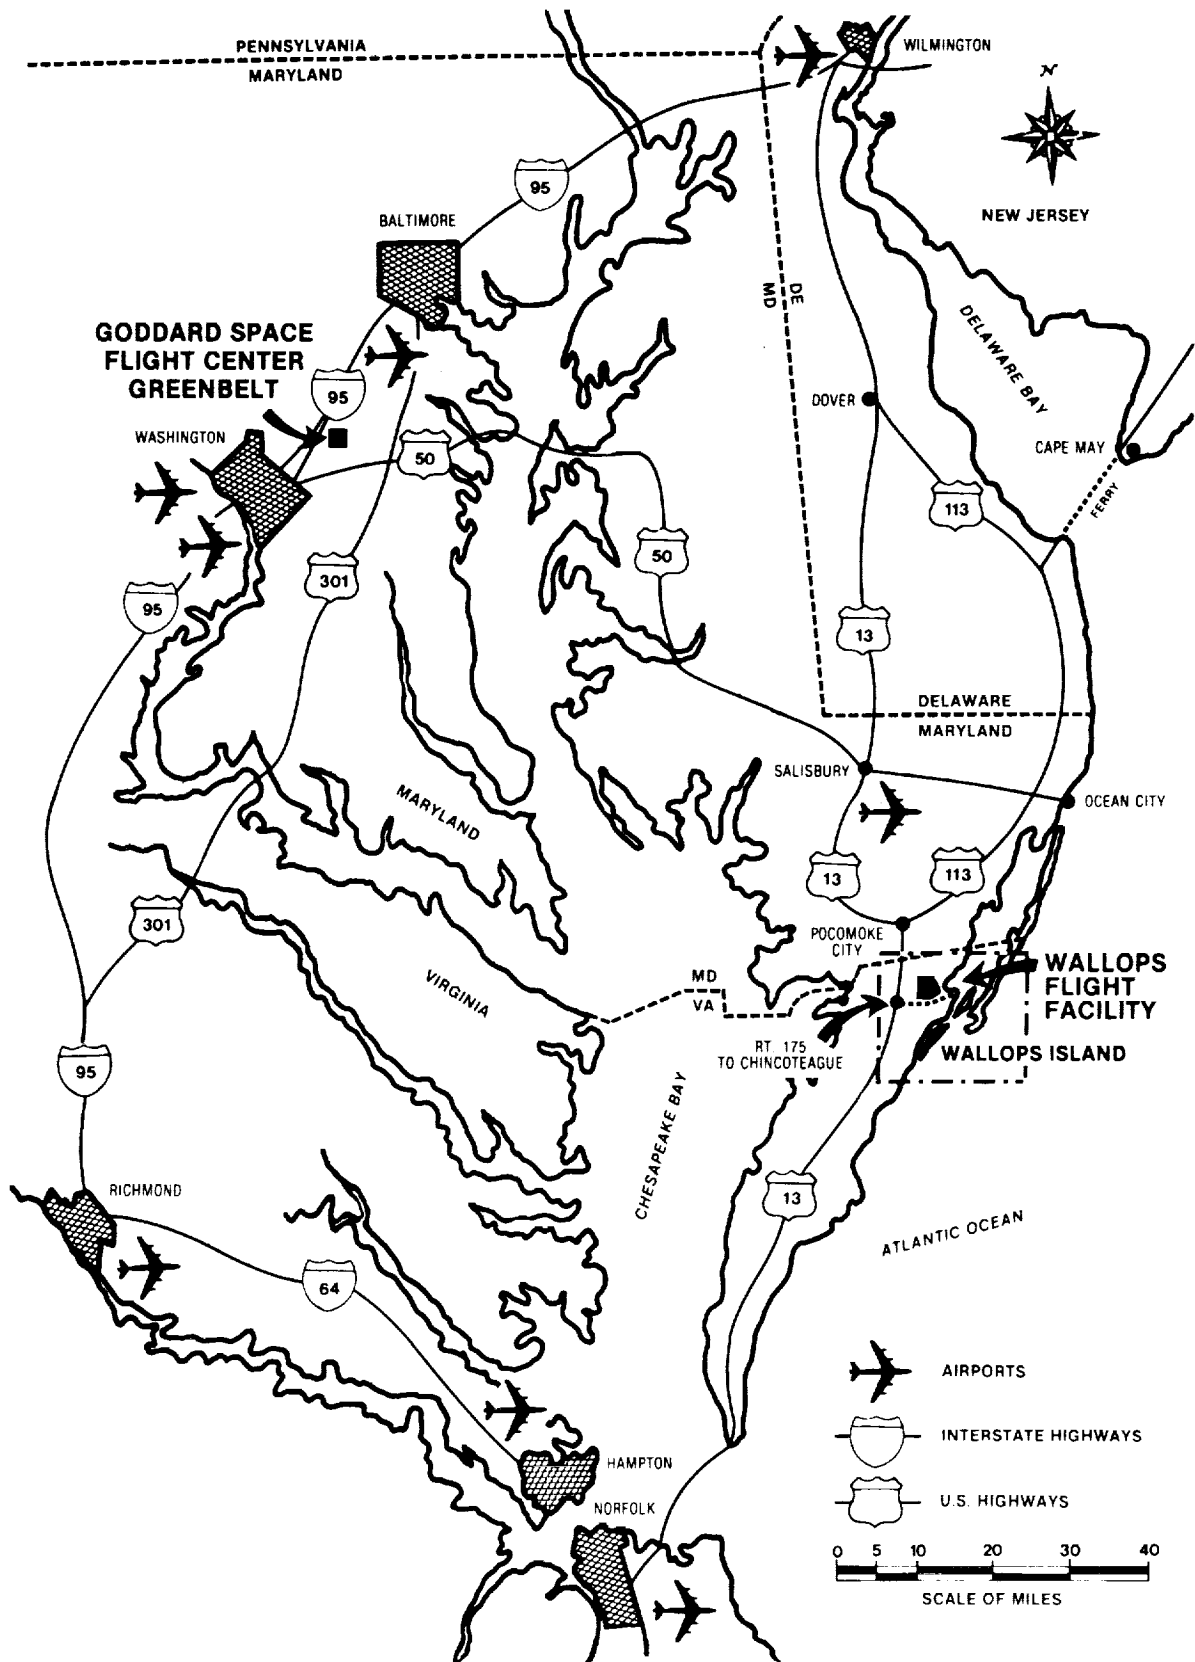 PENNSYLVANIA
MARYLAND
WILMINGTON
N
95
NEW JERSEY
BALTIMORE
DE
MD
DELAWARE BAY
GODDARD SPACE
FLIGHT CENTER
GREENBELT
95
DOVER
WASHINGTON
50
CAPE MAY
FERRY
113
50
301
95
13
DELAWARE
MARYLAND
SALISBURY
OCEAN CITY
MARYLAND
13
113
301
POCOMOKE
CITY
WALLOPS
FLIGHT
FACILITY
MD
VA
VIRGINIA
RT. 175
TO CHINCOTEAGUE
WALLOPS ISLAND
95
CHESAPEAKE BAY
RICHMOND
13
ATLANTIC OCEAN
64
AIRPORTS
INTERSTATE HIGHWAYS
HAMPTON
U.S. HIGHWAYS
NORFOLK
0 5 10 20 30 40
SCALE OF MILES